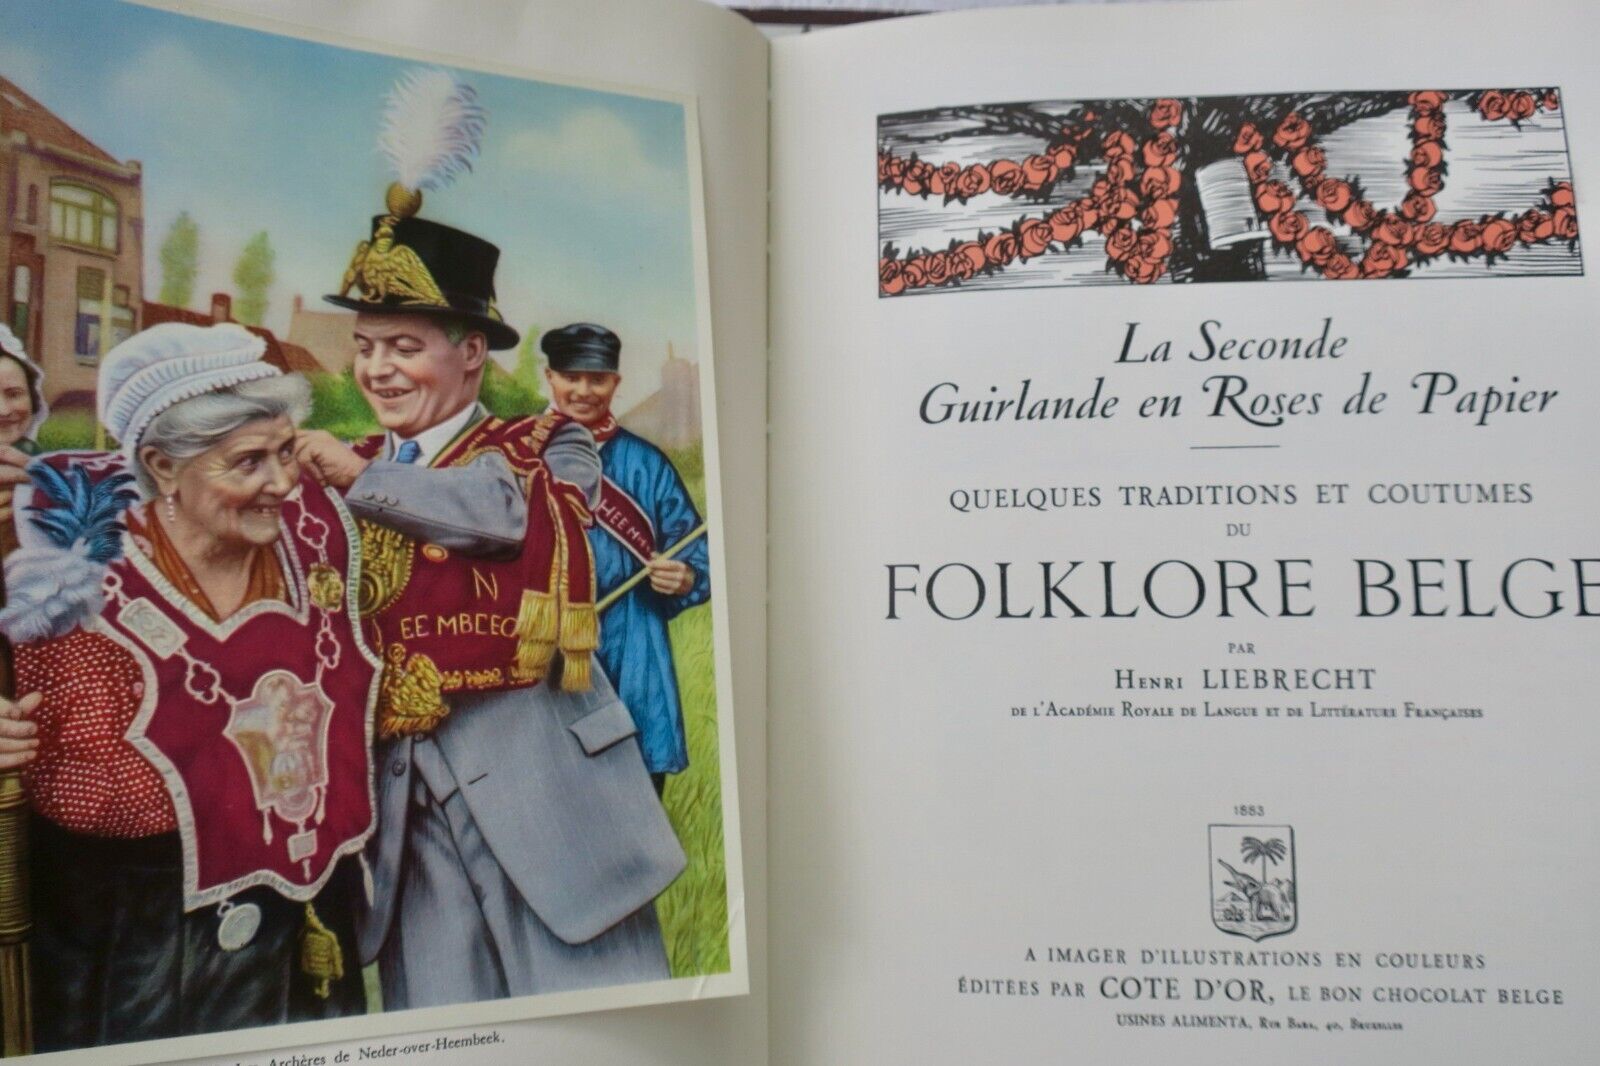 N
EEMBEEC
HEEM
Archères de Neder-over-Heembeek.
La Seconde
Guirlande en Roses de Papier
QUELQUES TRADITIONS ET COUTUMES
DU
FOLKLORE BELGE
PAR
HENRI LIEBRECHT
DE L'ACADÉMIE ROYALE DE LANGUE ET DE LITTÉRATURE FRANÇAISES
1883
A IMAGER D'ILLUSTRATIONS EN COULEURS
ÉDITÉES PAR COTE D'OR, LE BON CHOCOLAT BELGE
USINES ALIMENTA, RUE BARA, 40, BRUXELLES